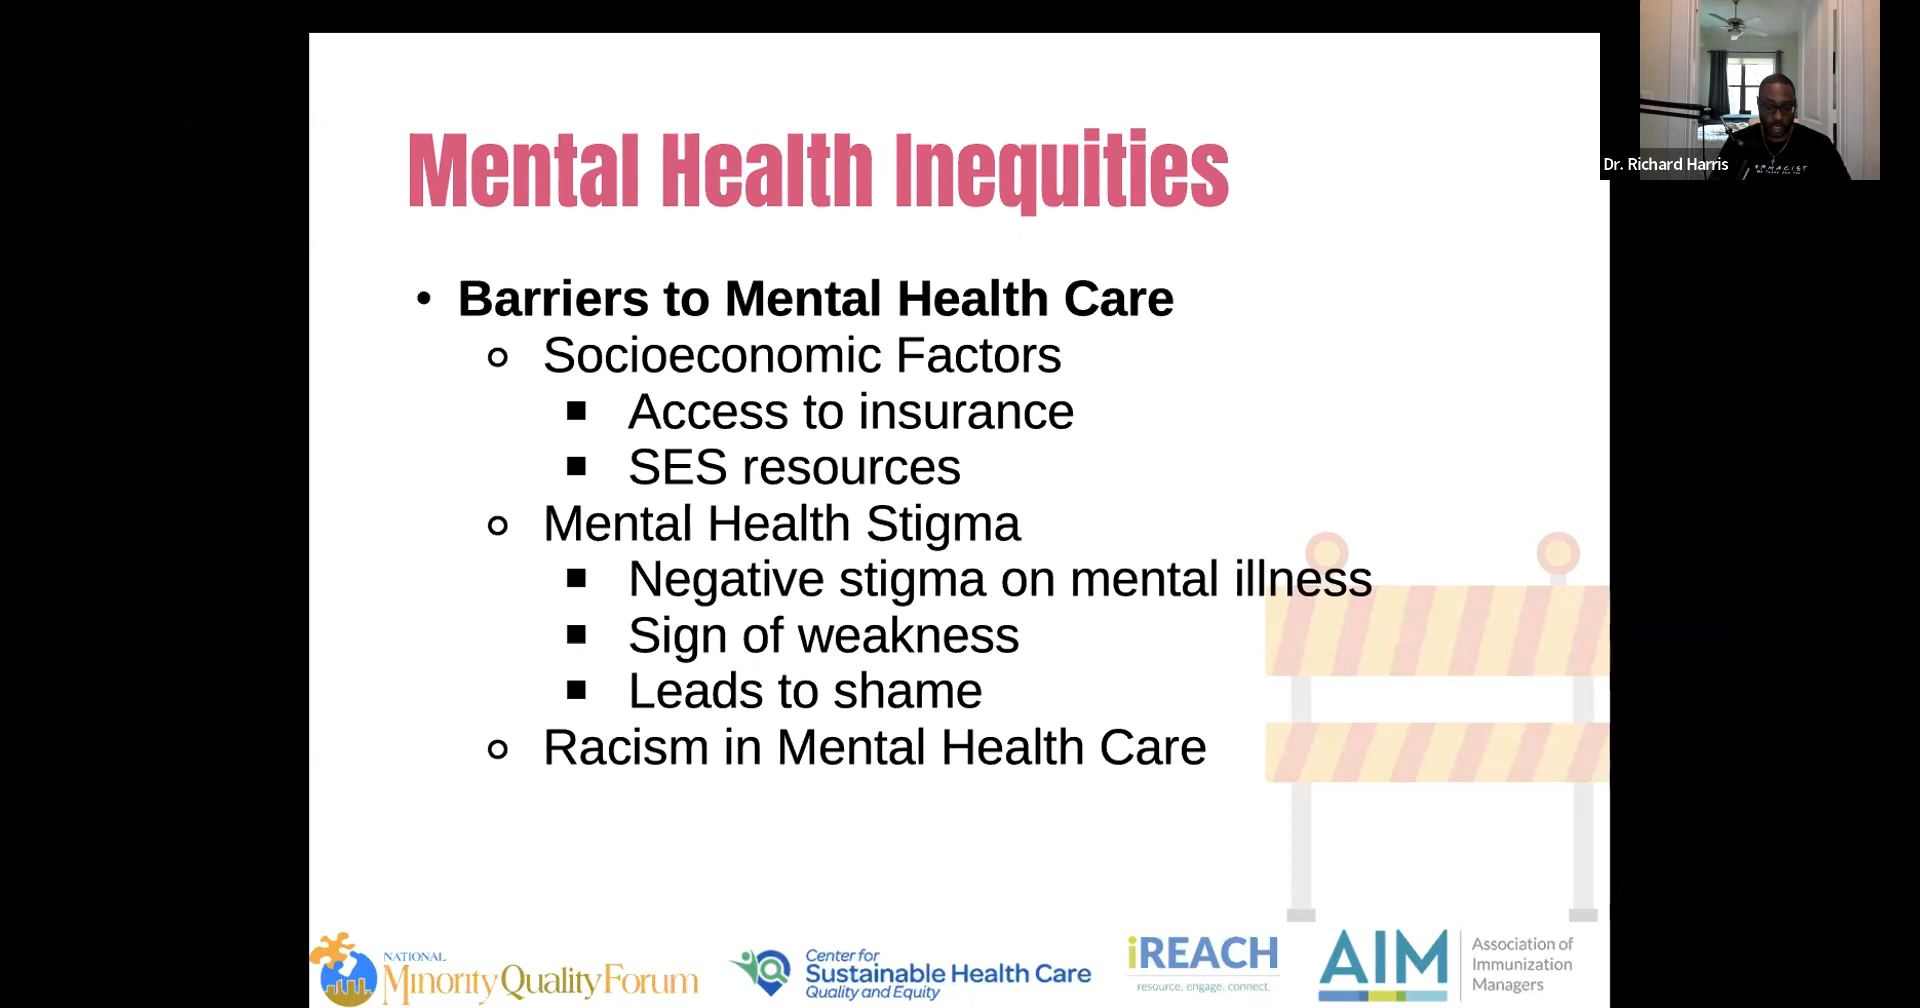 Mental Health Inequities
• Barriers to Mental Health Care
○ Socioeconomic Factors
■ Access to insurance
■ SES resources
○ Mental Health Stigma
■ Negative stigma on mental illness
■ Sign of weakness
■ Leads to shame
○ Racism in Mental Health Care
Dr. Richard Harris
NATIONAL
Minority Quality Forum
Center for
Sustainable Health Care
Quality and Equity
iREACH
resource. engage. connect.
AIM
Association of
Immunization
Managers